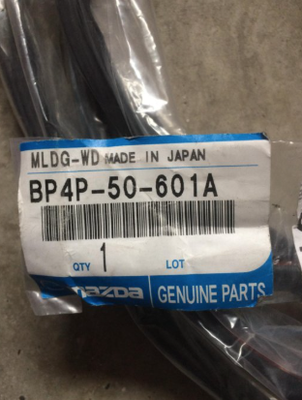 MLDG-WD MADE IN JAPAN
BP4P-50-601A
QTY 1 LOT
mazda GENUINE PARTS